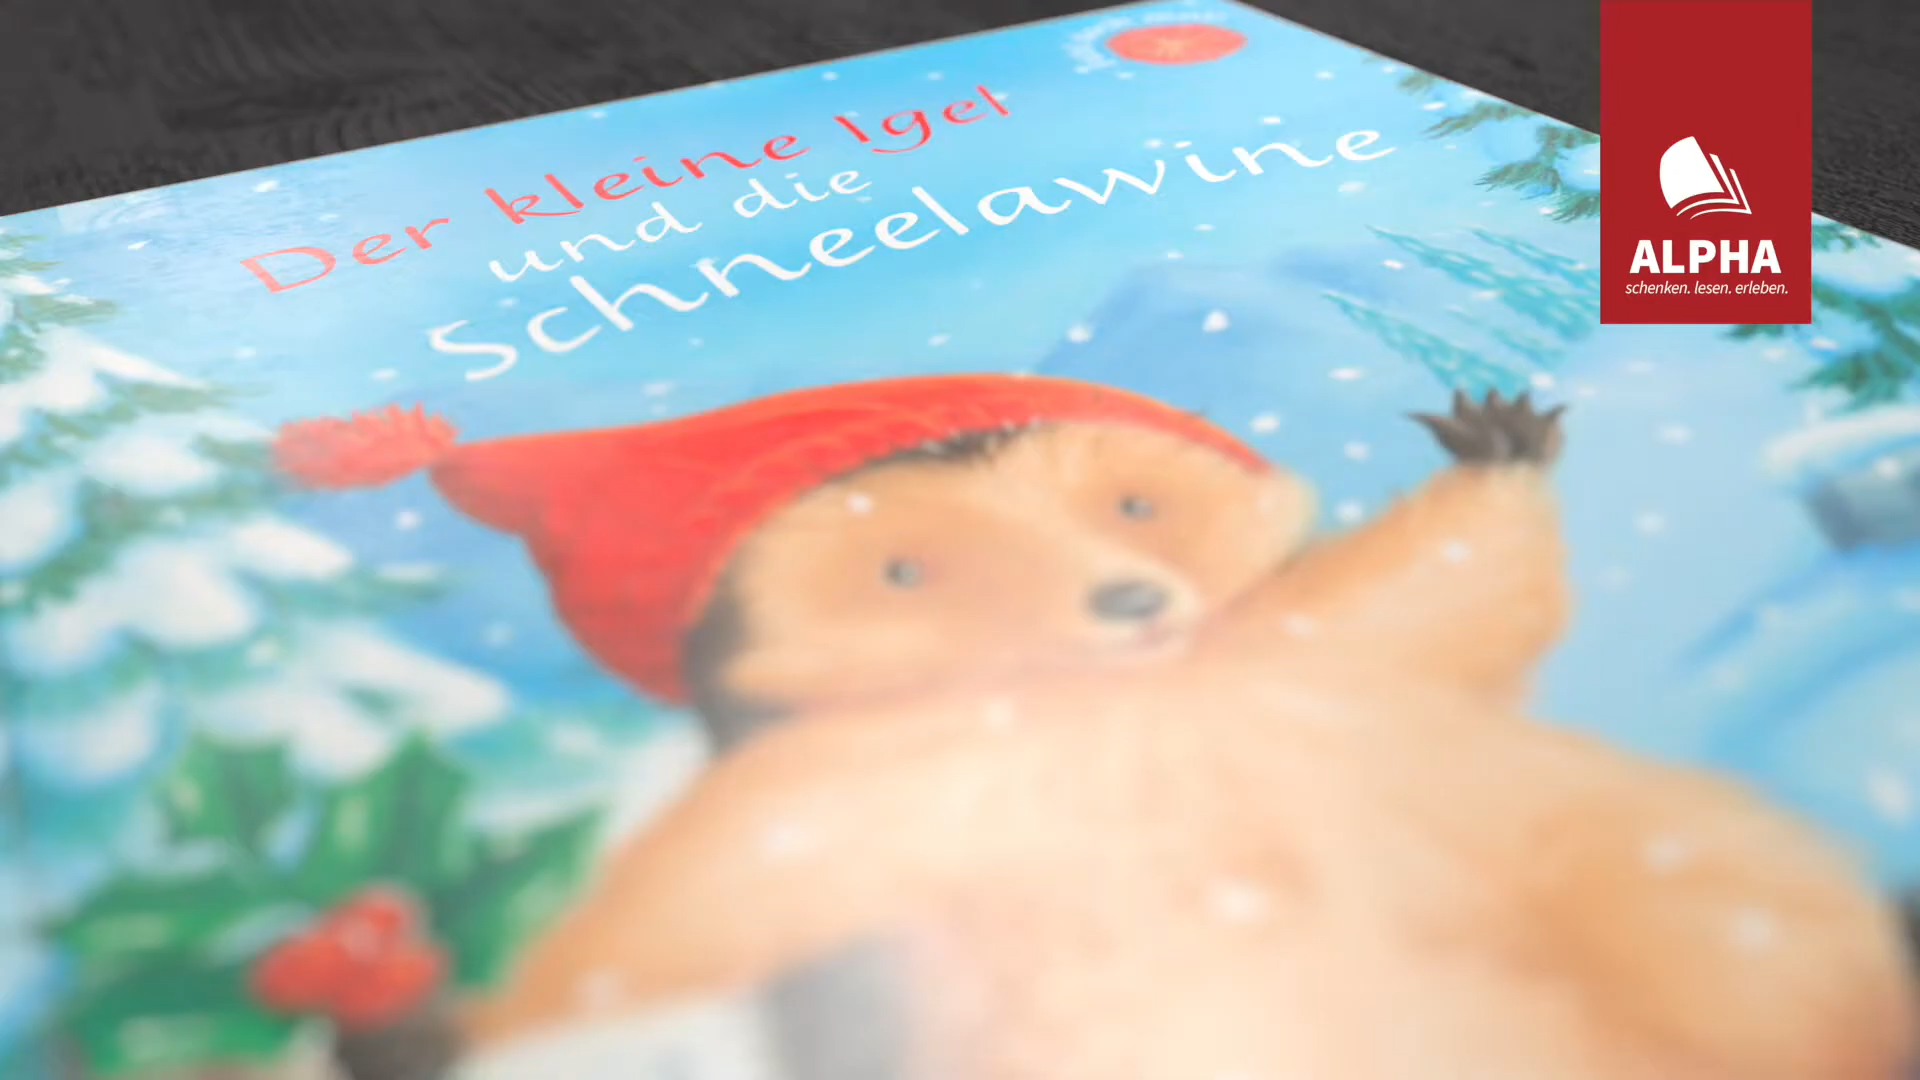 Der kleine Igel
und die
Schneelawine
ALPHA
schenken. lesen. erleben.